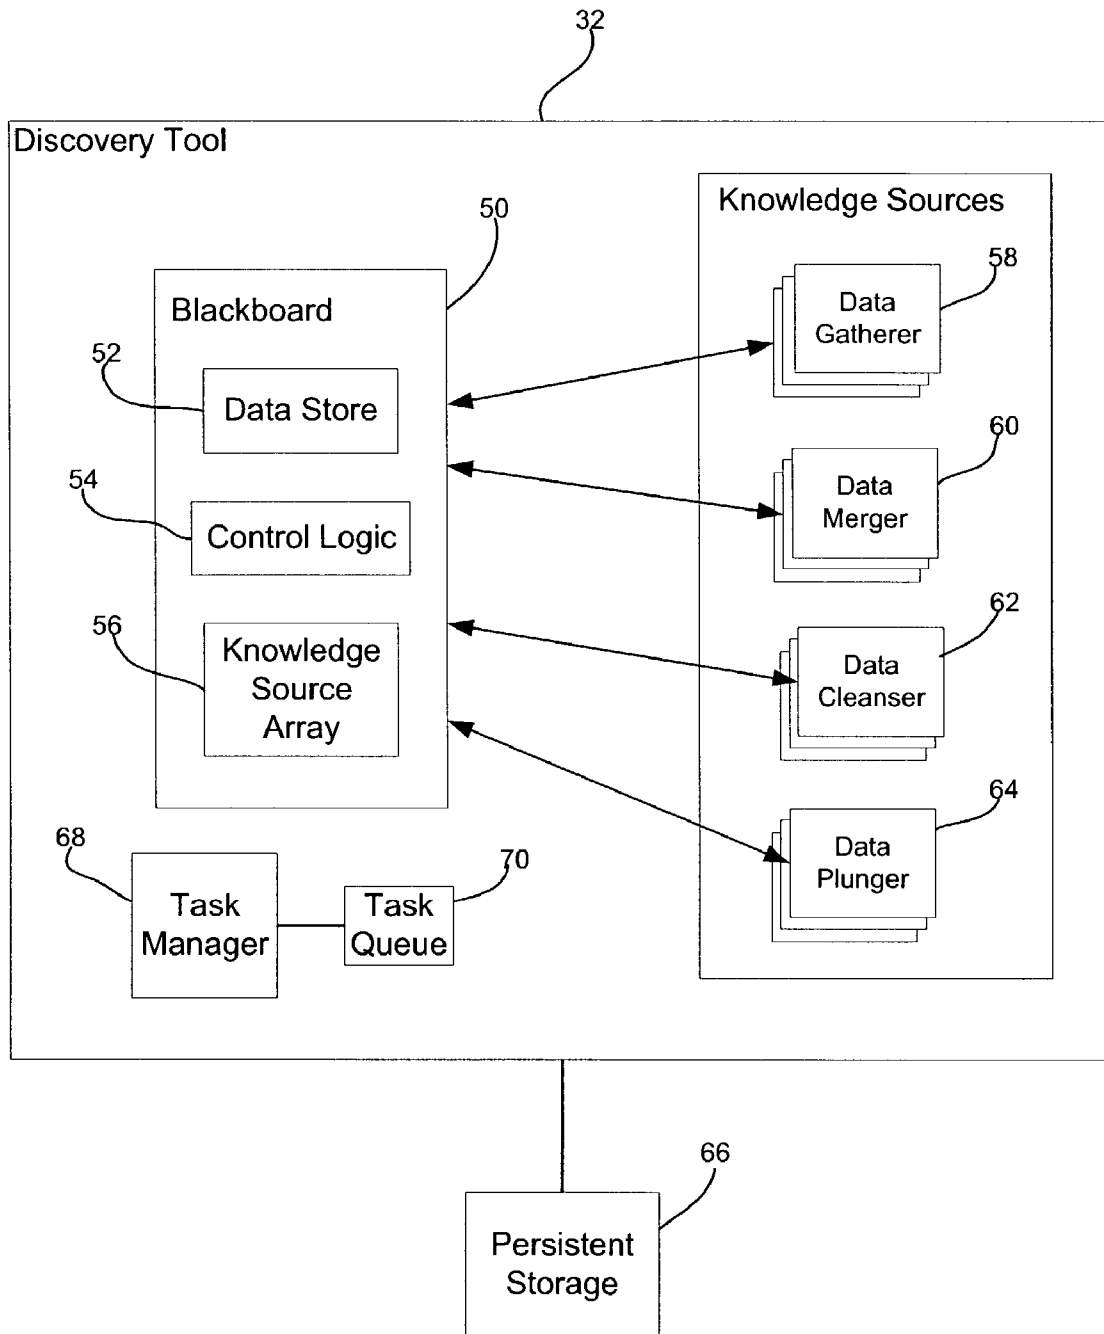 32
Discovery Tool
Knowledge Sources
50
Blackboard
52
Data Store
54
Control Logic
56
Knowledge
Source
Array
58
Data
Gatherer
60
Data
Merger
62
Data
Cleanser
64
Data
Plunger
68
Task
Manager
70
Task
Queue
66
Persistent
Storage